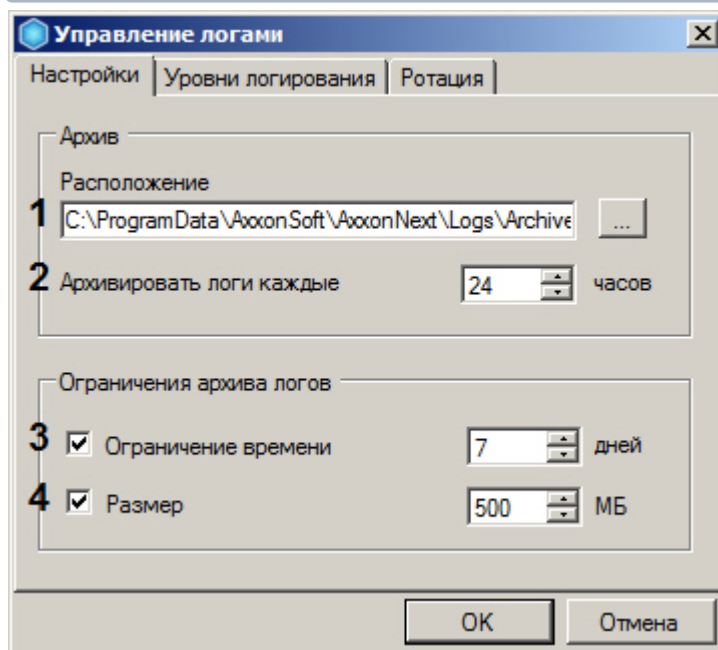 Управление логами
Настройки Уровни логирования Ротация
Архив
Расположение
1 C:\ProgramData\AxxonSoft\AxxonNext\Logs\Archive ...
2 Архивировать логи каждые 24 часов
Ограничения архива логов
3 Ограничение времени 7 дней
4 Размер 500 МБ
OK Отмена